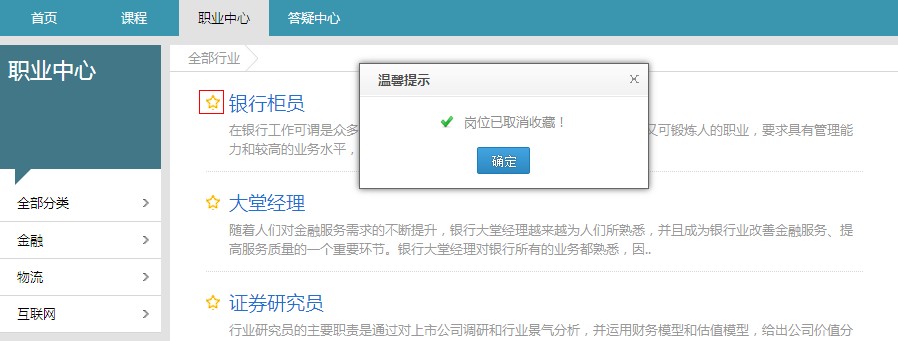 首页 课程 职业中心 答疑中心
职业中心
全部分类
金融
物流
互联网
全部行业
温馨提示
岗位已取消收藏！
确定
银行柜员
在银行工作可谓是众多 又可锻炼人的职业，要求具有管理能
力和较高的业务水平，
大堂经理
随着人们对金融服务需求的不断提升，银行大堂经理越来越为人们所熟悉，并且成为银行业改善金融服务、提
高服务质量的一个重要环节。银行大堂经理对银行所有的业务都熟悉，因..
证券研究员
行业研究员的主要职责是通过对上市公司调研和行业景气分析，并运用财务模型和估值模型，给出公司价值分